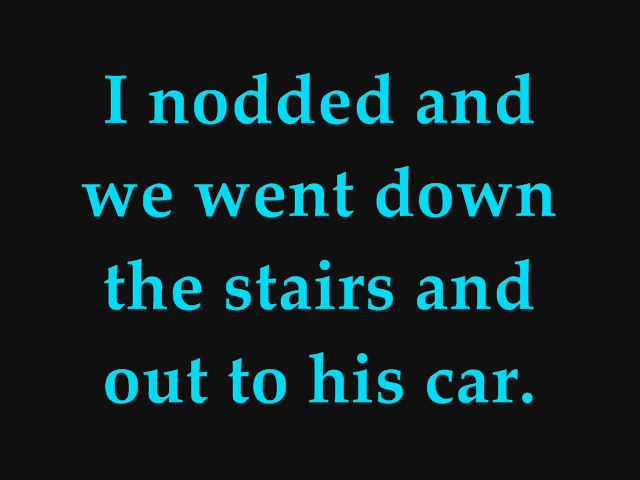 I nodded and
we went down
the stairs and
out to his car.